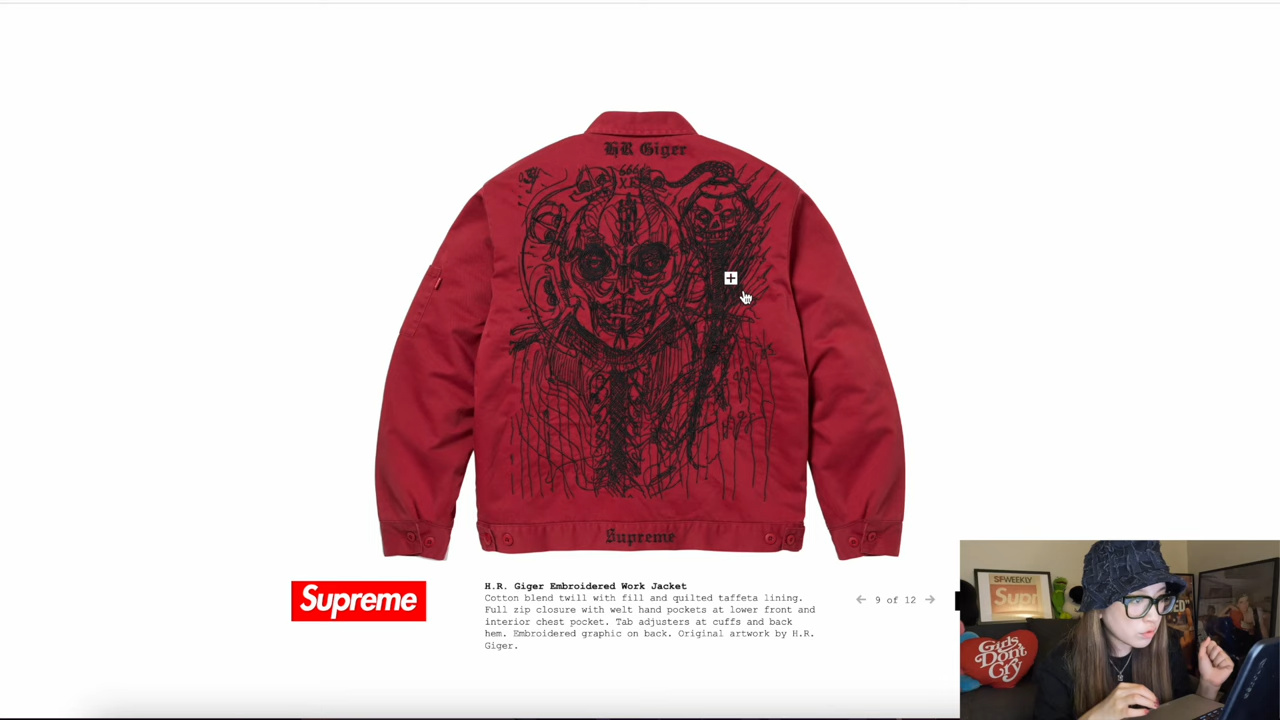 HR Giger
666
Supreme
Supreme
H.R. Giger Embroidered Work Jacket
Cotton blend twill with fill and quilted taffeta lining.
Full zip closure with welt hand pockets at lower front and
interior chest pocket. Tab adjusters at cuffs and back
hem. Embroidered graphic on back. Original artwork by H.R.
Giger.
9 of 12
SFWEEKLY
Supr
Girls
Don't
Cry